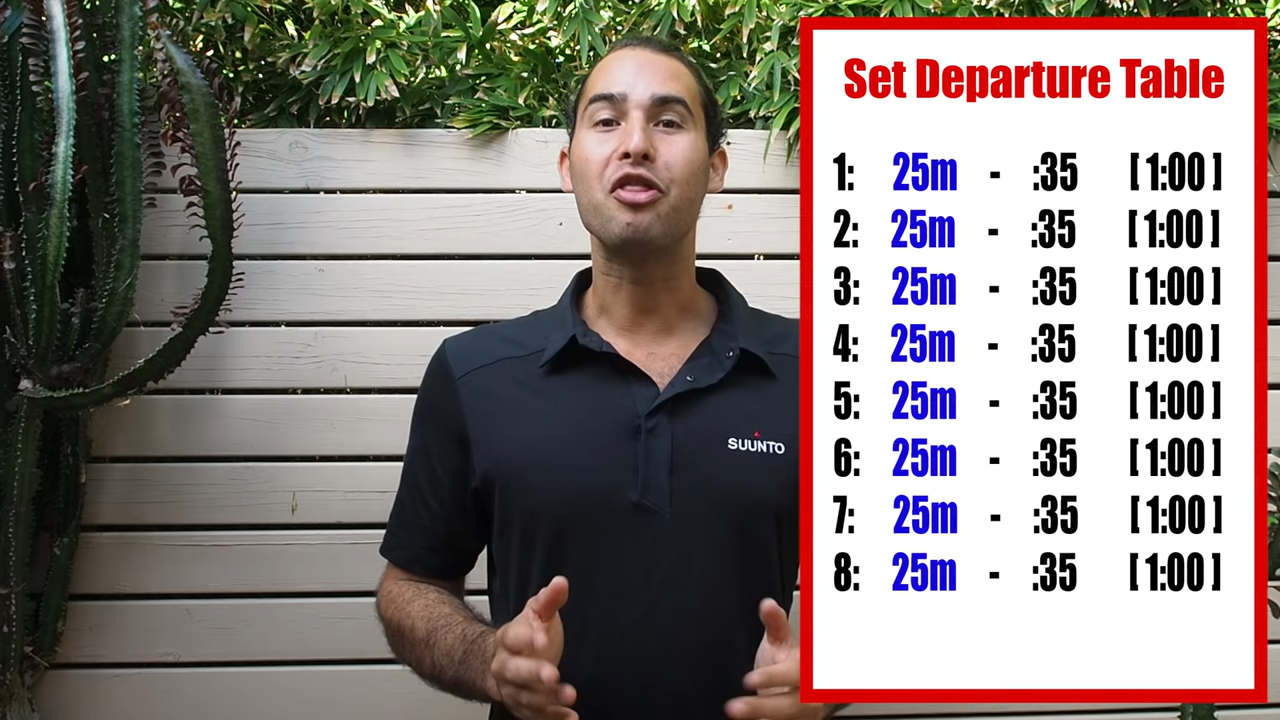 Set Departure Table
1: 25m - :35 [ 1:00 ]
2: 25m - :35 [ 1:00 ]
3: 25m - :35 [ 1:00 ]
4: 25m - :35 [ 1:00 ]
5: 25m - :35 [ 1:00 ]
6: 25m - :35 [ 1:00 ]
7: 25m - :35 [ 1:00 ]
8: 25m - :35 [ 1:00 ]
SUUNTO